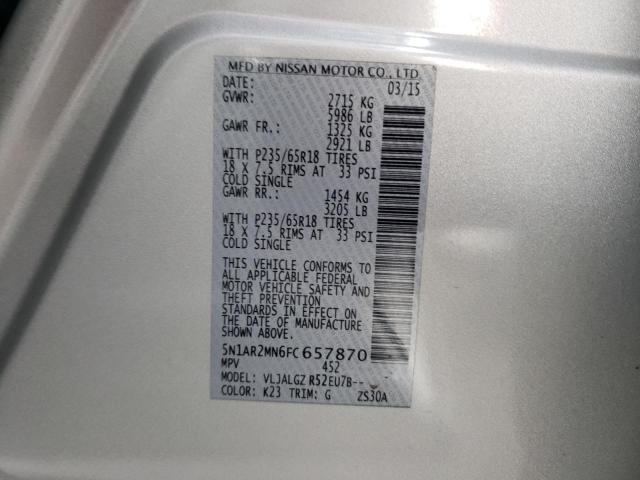 MFD BY NISSAN MOTOR CO., LTD
DATE: 03/15
GVWR: 2715 KG
5986 LB
GAWR FR.: 1325 KG
2921 LB
WITH P235/65R18 TIRES
18 X 7.5 RIMS AT 33 PSI
COLD SINGLE
GAWR RR.: 1454 KG
3205 LB
WITH P235/65R18 TIRES
18 X 7.5 RIMS AT 33 PSI
COLD SINGLE
THIS VEHICLE CONFORMS TO
ALL APPLICABLE FEDERAL
MOTOR VEHICLE SAFETY AND
THEFT PREVENTION
STANDARDS IN EFFECT ON
THE DATE OF MANUFACTURE
SHOWN ABOVE.
5N1AR2MN6FC657870
MPV 452
MODEL: VLJALGZ R52EU7B-- -
COLOR: K23 TRIM: G ZS30A